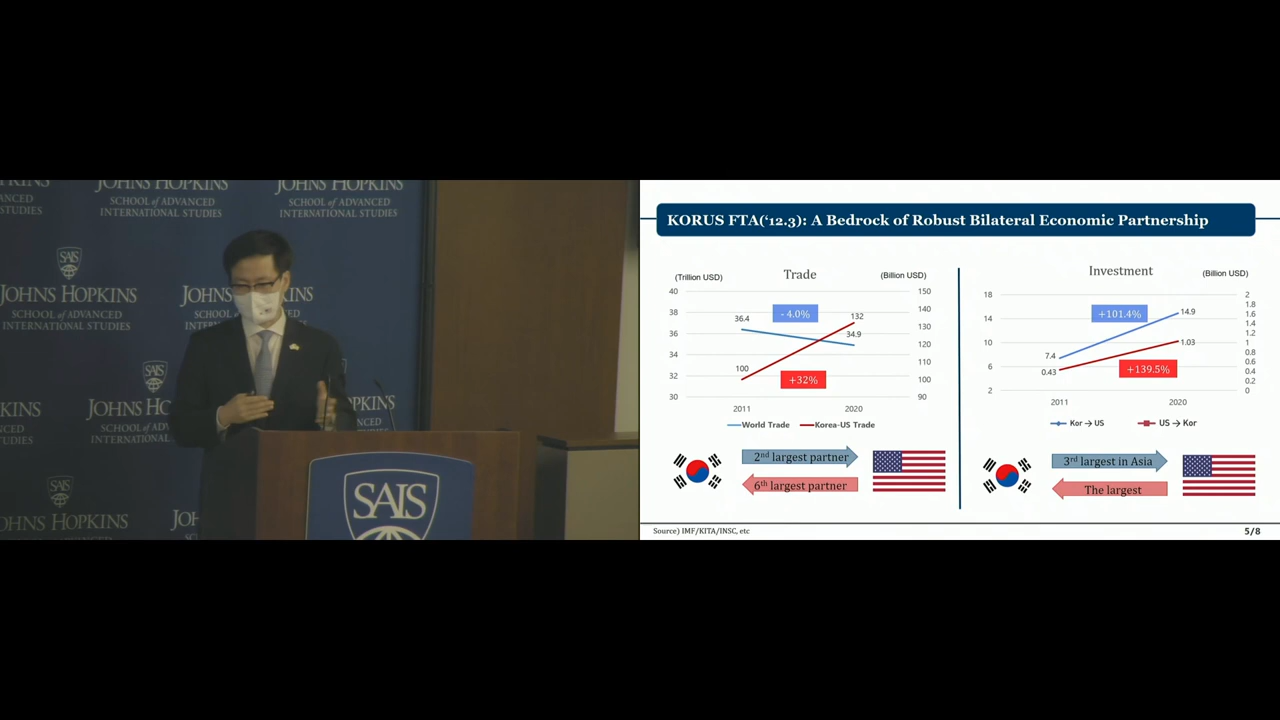 JOHNS HOPKINS
JOHNS HOPKINS
SCHOOL of ADVANCED
INTERNATIONAL STUDIES
SCHOOL of ADVANCED
INTERNATIONAL STUDIES
SAIS
JOHNS HOPKINS
SCHOOL of ADVANCED
INTERNATIONAL STUDIES
SAIS
SAIS
SAIS
KORUS FTA(‘12.3): A Bedrock of Robust Bilateral Economic Partnership
(Trillion USD)
Trade
(Billion USD)
40
38
36
34
32
30
150
140
130
120
110
100
90
36.4
- 4.0%
132
34.9
100
+32%
2011
2020
World Trade
Korea-US Trade
2nd largest partner
6th largest partner
Investment
(Billion USD)
18
14
10
6
2
2
1.8
1.6
1.4
1.2
1
0.8
0.6
0.4
0.2
0
+101.4%
14.9
7.4
1.03
0.43
+139.5%
2011
2020
Kor → US
US → Kor
3rd largest in Asia
The largest
Source) IMF/KITA/INSC, etc
5/8